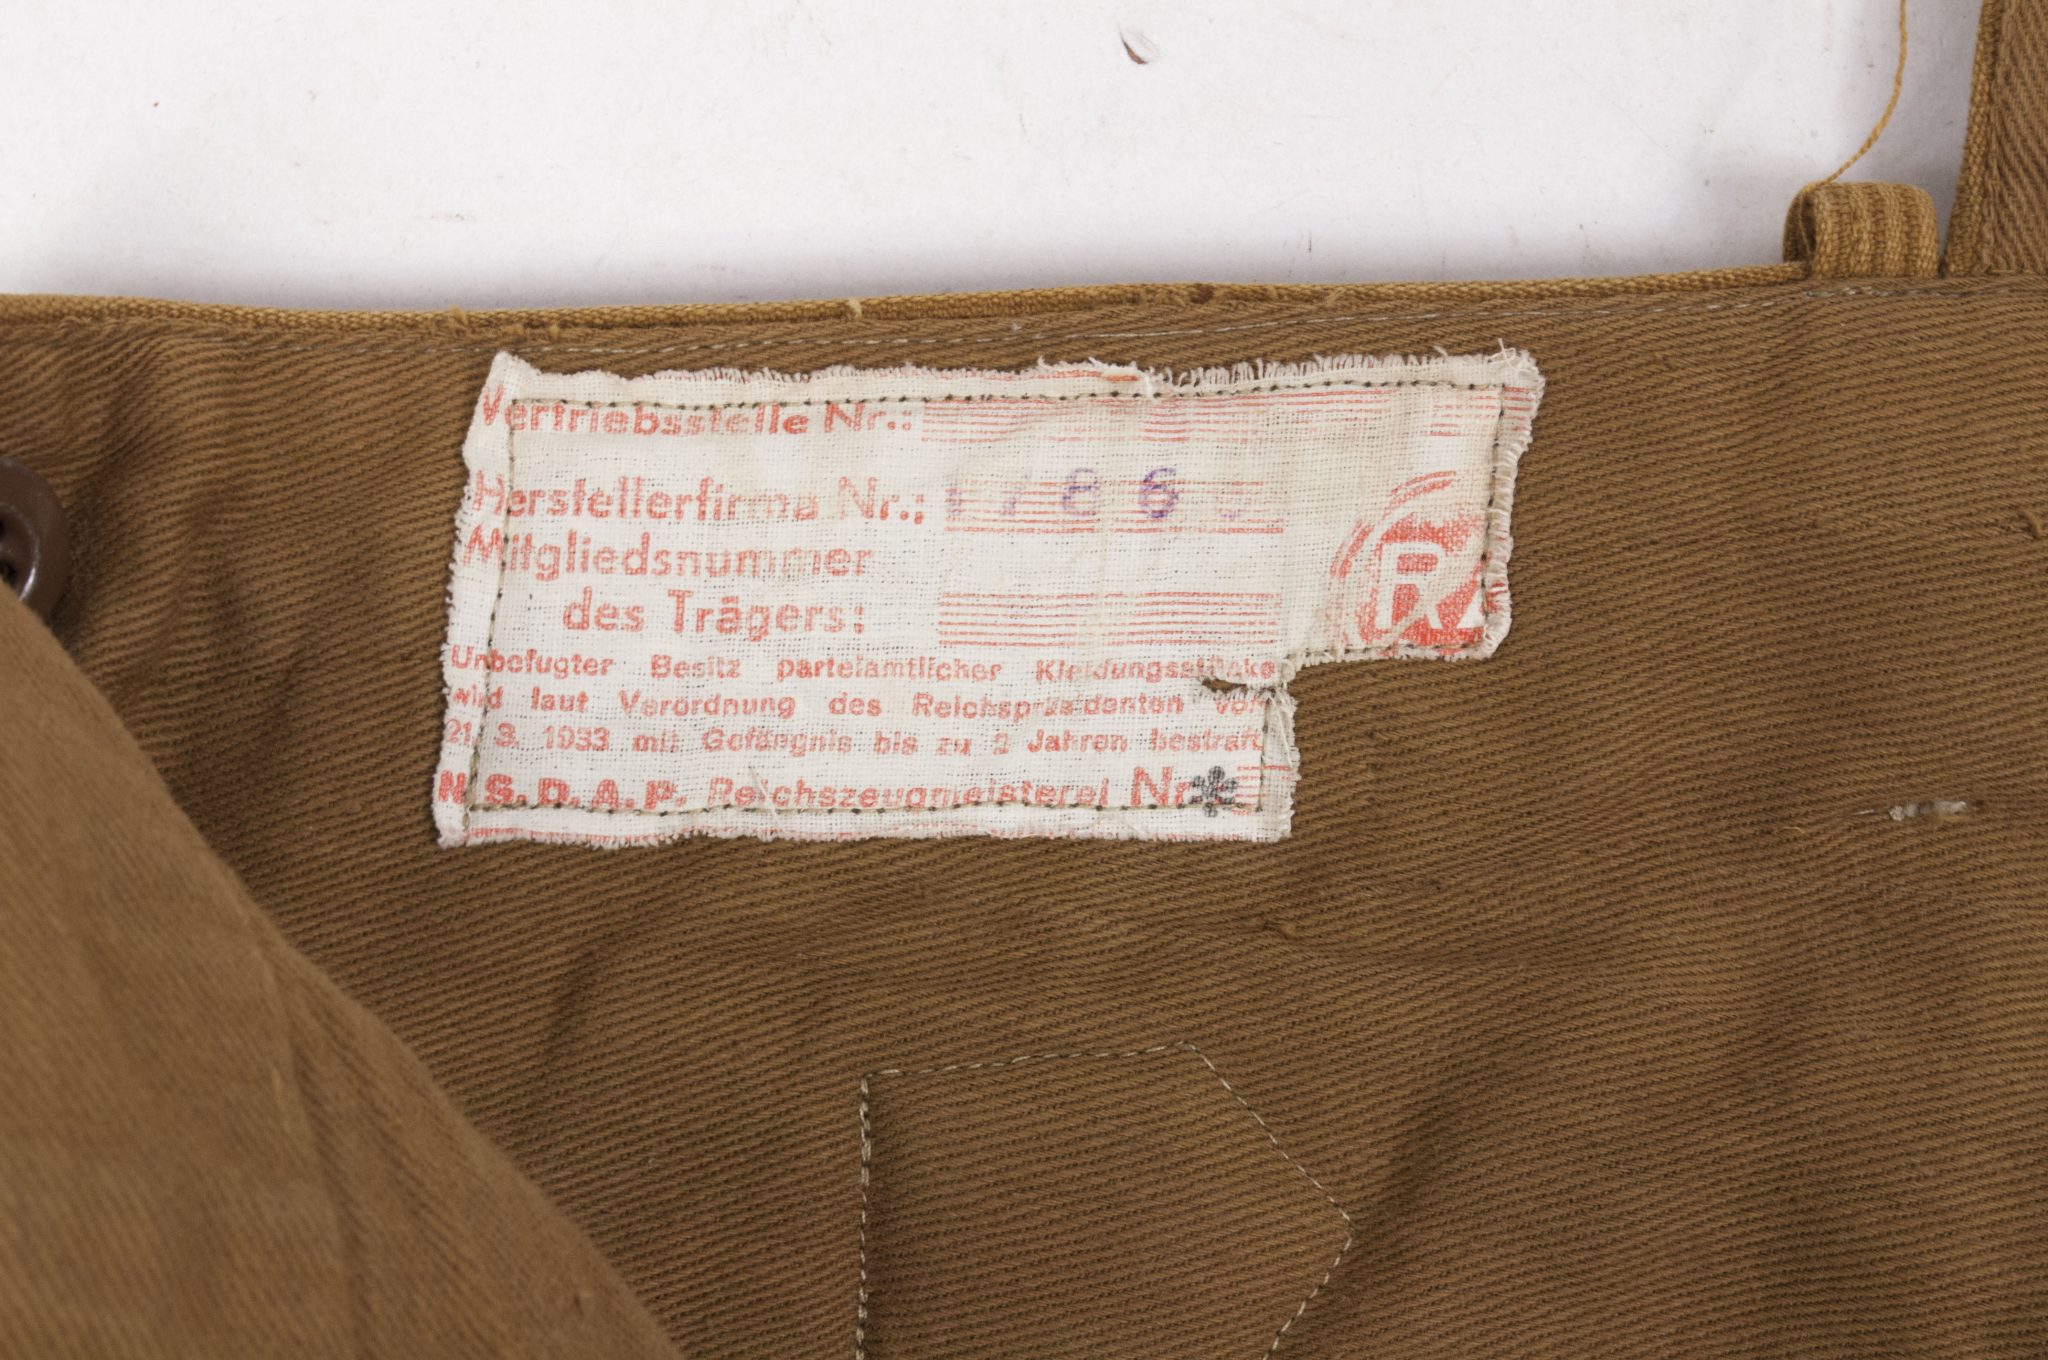 Vertriebsstelle Nr.:
Herstellerfirma Nr.: 786
Mitgliedsnummer
des Trägers:
Unbefugter Besitz parteiamtlicher Kleidungsstücke
wird laut Verordnung des Reichspräsidenten vom
21. 3. 1933 mit Gefängnis bis zu 2 Jahren bestraft
N.S.D.A.P. Reichszeugmeisterei Nr.
R